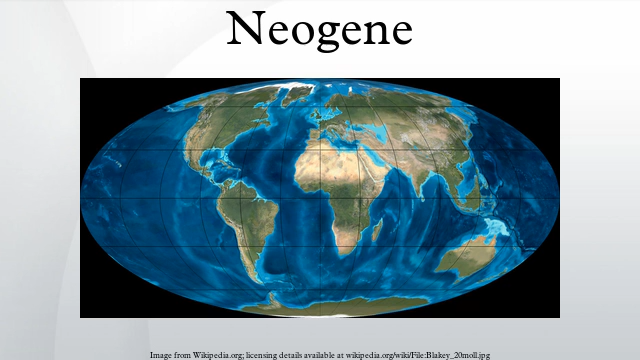 Neogene
Image from Wikipedia.org; licensing details available at wikipedia.org/wiki/File:Blakey_20moll.jpg